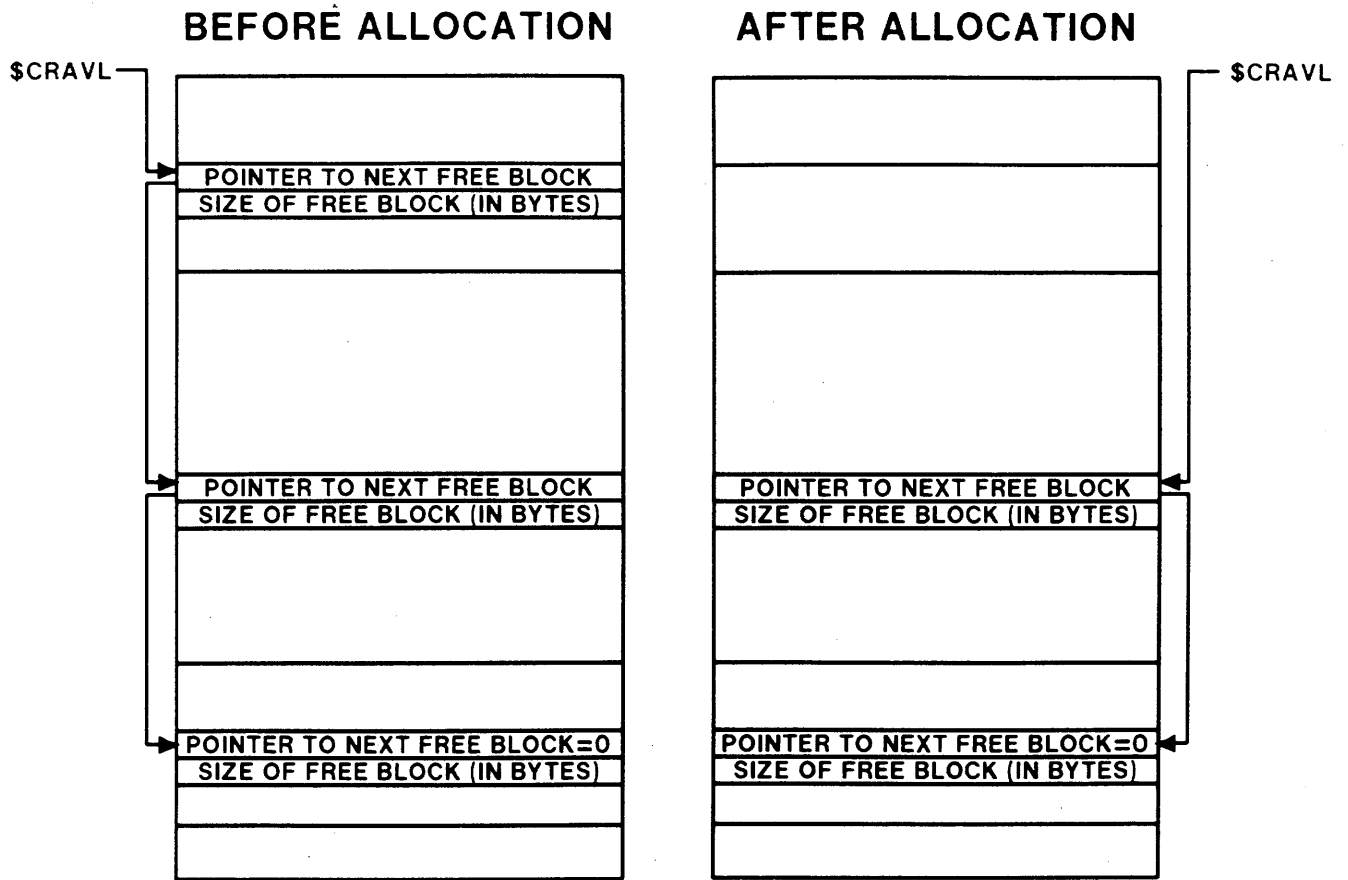 BEFORE ALLOCATION
AFTER ALLOCATION
$CRAVL
$CRAVL
POINTER TO NEXT FREE BLOCK
SIZE OF FREE BLOCK (IN BYTES)
POINTER TO NEXT FREE BLOCK
SIZE OF FREE BLOCK (IN BYTES)
POINTER TO NEXT FREE BLOCK
SIZE OF FREE BLOCK (IN BYTES)
POINTER TO NEXT FREE BLOCK=0
SIZE OF FREE BLOCK (IN BYTES)
POINTER TO NEXT FREE BLOCK=0
SIZE OF FREE BLOCK (IN BYTES)